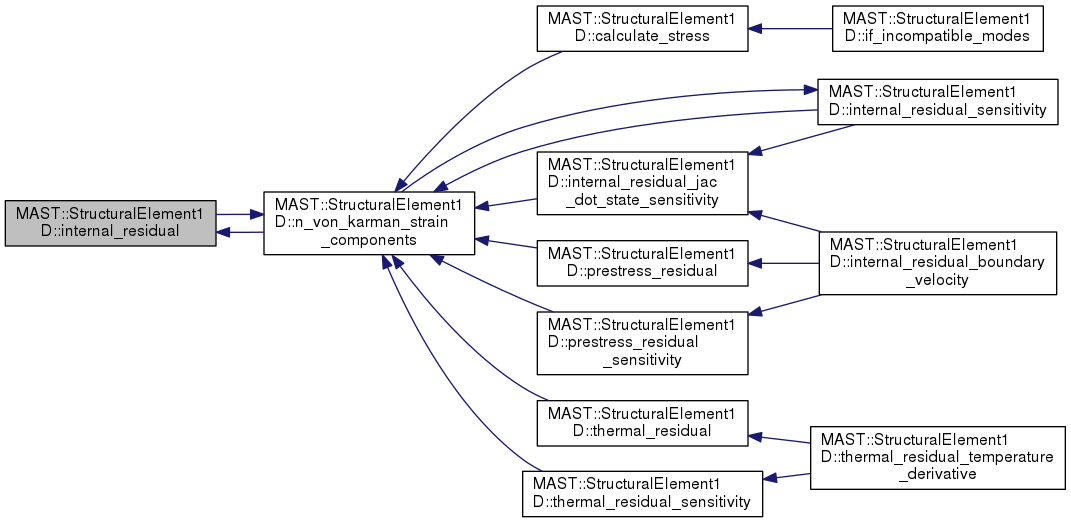 MAST::StructuralElement1
D::internal_residual
MAST::StructuralElement1
D::n_von_karman_strain
_components
MAST::StructuralElement1
D::calculate_stress
MAST::StructuralElement1
D::if_incompatible_modes
MAST::StructuralElement1
D::internal_residual_sensitivity
MAST::StructuralElement1
D::internal_residual_jac
_dot_state_sensitivity
MAST::StructuralElement1
D::prestress_residual
MAST::StructuralElement1
D::internal_residual_boundary
_velocity
MAST::StructuralElement1
D::prestress_residual
_sensitivity
MAST::StructuralElement1
D::thermal_residual
MAST::StructuralElement1
D::thermal_residual_temperature
_derivative
MAST::StructuralElement1
D::thermal_residual_sensitivity